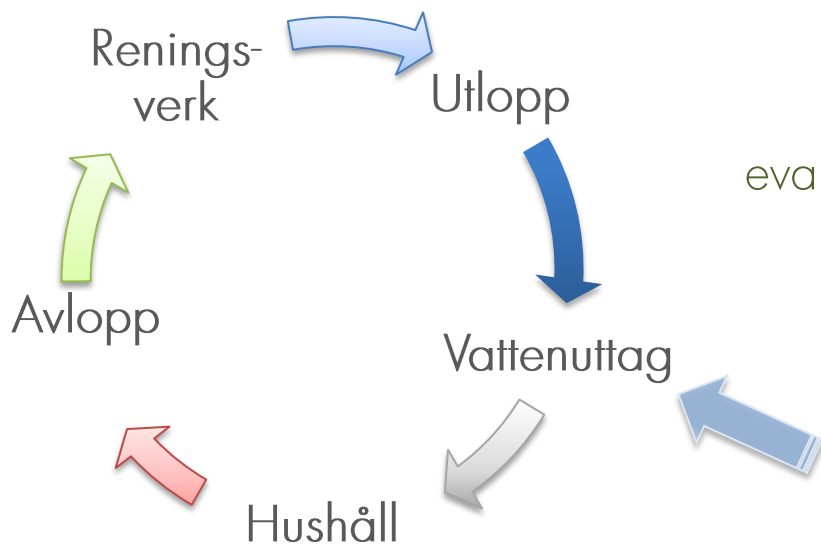 Renings-
verk
Utlopp
eva
Avlopp
Vattenuttag
Hushåll